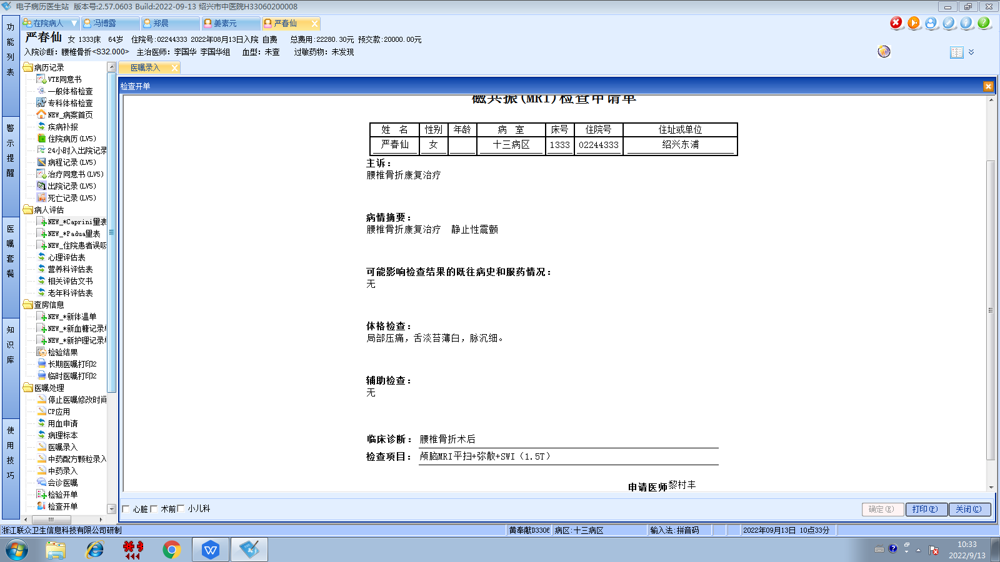 电子病历医生站 版本号:2.57.0603 Build:2022-09-13 绍兴市中医院H33060200008
在院病人
冯博露
郑晨
姜素元
严春仙
严春仙 女 1333床 64岁 住院号:02244333 2022年08月13日入院 自费 总费用:22280.30元 预交款:20000.00元
入院诊断：腰椎骨折<S32.000> 主治医师：李国华 李国华组 血型：未查 过敏药物：未发现
功能列表
警示提醒
医嘱套餐
知识库
使用技巧
病历记录
VTE同意书
一般体格检查
专科体格检查
NEW_病案首页
疾病补报
住院病历(LV5)
24小时入出院记录
病程记录(LV5)
治疗同意书(LV5)
出院记录(LV5)
死亡记录(LV5)
病人评估
NEW_*Caprini量表
NEW_*Padua量表
NEW_住院患者误吸
心理评估表
营养科评估表
相关评估文书
老年科评估表
查房信息
NEW_*新体温单
NEW_*新血糖记录单
NEW_*新护理记录单
检验结果
长期医嘱打印2
临时医嘱打印2
医嘱处理
停止医嘱修改时间
CP应用
用血申请
病理标本
医嘱录入
中药配方颗粒录入
中药录入
会诊医嘱
检验开单
检查开单
医嘱录入
检查开单
磁共振(MRI)检查申请单
姓 名 性别 年龄 病 室 床号 住院号 住址或单位
严春仙 女 十三病区 1333 02244333 绍兴东浦
主诉：
腰椎骨折康复治疗
病情摘要：
腰椎骨折康复治疗 静止性震颤
可能影响检查结果的既往病史和服药情况：
无
体格检查：
局部压痛，舌淡苔薄白，脉沉细。
辅助检查：
无
临床诊断： 腰椎骨折术后
检查项目： 颅脑MRI平扫+弥散+SWI（1.5T）
申请医师 黎村丰
心脏 术前 小儿科
确定(E) 打印(P) 关闭(C)
浙江联众卫生信息科技有限公司研制 黄奉献D3306 病区:十三病区 输入法:拼音码 2022年09月13日 10点33分
10:33
2022/9/13